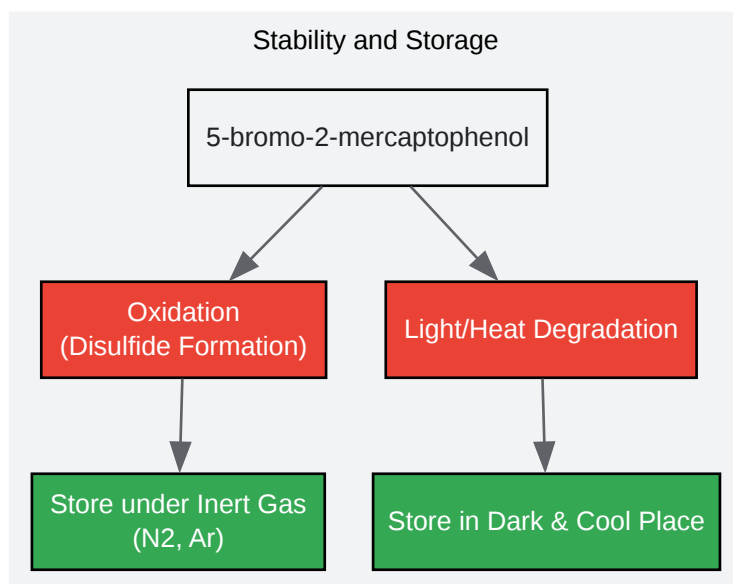 Stability and Storage
5-bromo-2-mercaptophenol
Oxidation
(Disulfide Formation)
Light/Heat Degradation
Store under Inert Gas
(N2, Ar)
Store in Dark & Cool Place